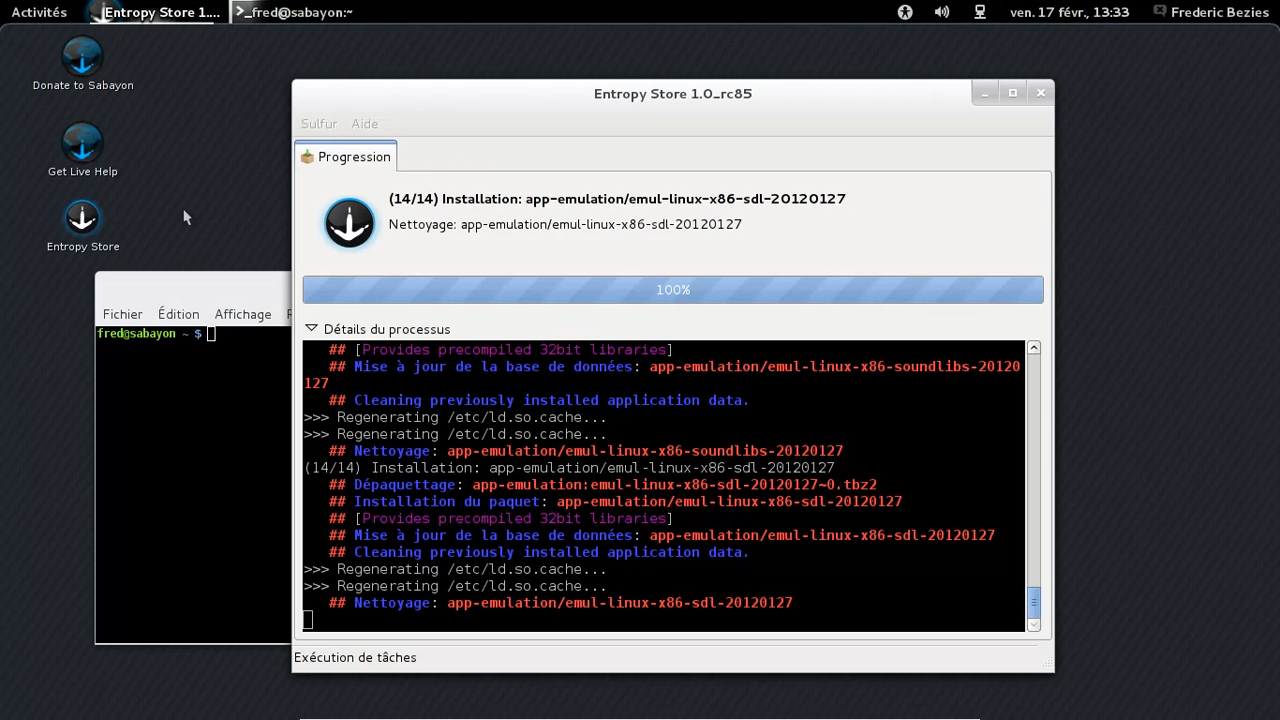 Activités
Entropy Store 1....
fred@sabayon:~
ven. 17 févr., 13:33
Frederic Bezies
Donate to Sabayon
Get Live Help
Entropy Store
Fichier Édition Affichage
fred@sabayon ~ $
Entropy Store 1.0_rc85
Sulfur Aide
Progression
(14/14) Installation: app-emulation/emul-linux-x86-sdl-20120127
Nettoyage: app-emulation/emul-linux-x86-sdl-20120127
100%
Détails du processus
## [Provides precompiled 32bit libraries]
## Mise à jour de la base de données: app-emulation/emul-linux-x86-soundlibs-20120
127
## Cleaning previously installed application data.
>>> Regenerating /etc/ld.so.cache...
>>> Regenerating /etc/ld.so.cache...
## Nettoyage: app-emulation/emul-linux-x86-soundlibs-20120127
(14/14) Installation: app-emulation/emul-linux-x86-sdl-20120127
## Dépaquettage: app-emulation:emul-linux-x86-sdl-20120127~0.tbz2
## Installation du paquet: app-emulation/emul-linux-x86-sdl-20120127
## [Provides precompiled 32bit libraries]
## Mise à jour de la base de données: app-emulation/emul-linux-x86-sdl-20120127
## Cleaning previously installed application data.
>>> Regenerating /etc/ld.so.cache...
>>> Regenerating /etc/ld.so.cache...
## Nettoyage: app-emulation/emul-linux-x86-sdl-20120127
Exécution de tâches